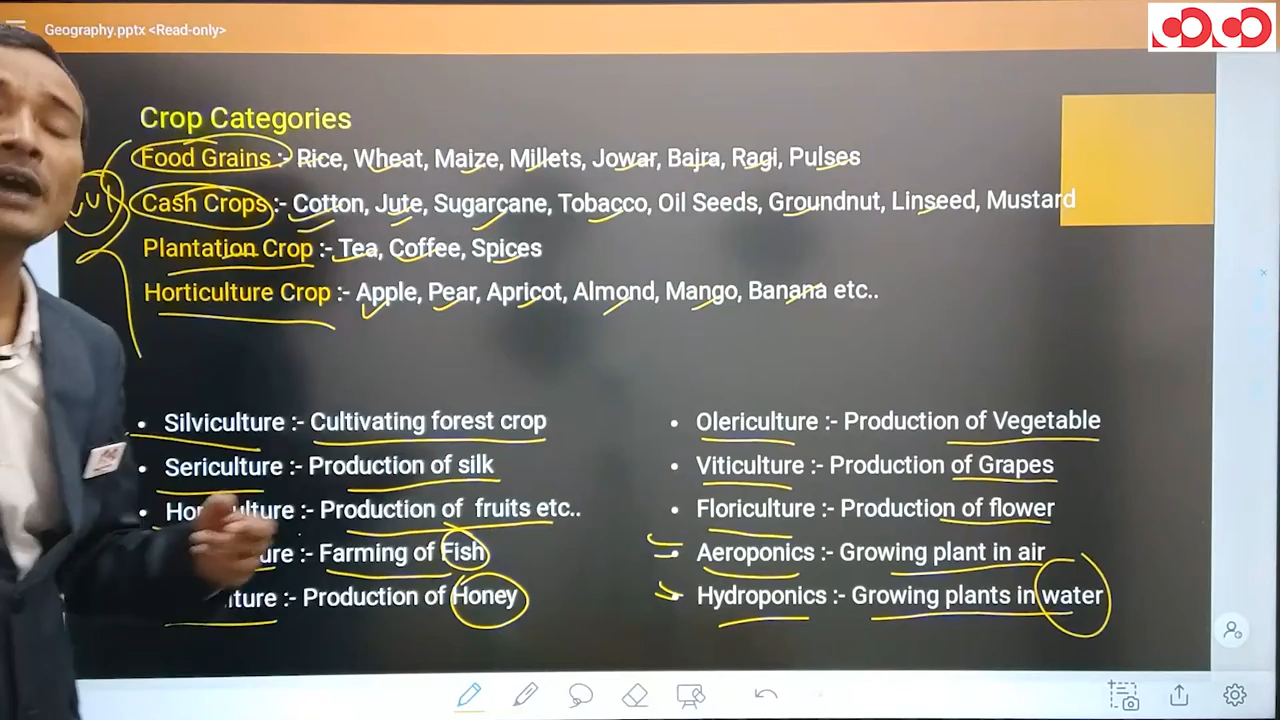 Geography.pptx <Read-only>
Crop Categories
Food Grains :- Rice, Wheat, Maize, Millets, Jowar, Bajra, Ragi, Pulses
Cash Crops :- Cotton, Jute, Sugarcane, Tobacco, Oil Seeds, Groundnut, Linseed, Mustard
Plantation Crop :- Tea, Coffee, Spices
Horticulture Crop :- Apple, Pear, Apricot, Almond, Mango, Banana etc..
• Silviculture :- Cultivating forest crop
• Sericulture :- Production of silk
• :- Production of fruits etc..
:- Farming of Fish
:- Production of Honey
• Olericulture :- Production of Vegetable
• Viticulture :- Production of Grapes
• Floriculture :- Production of flower
• Aeroponics :- Growing plant in air
• Hydroponics :- Growing plants in water